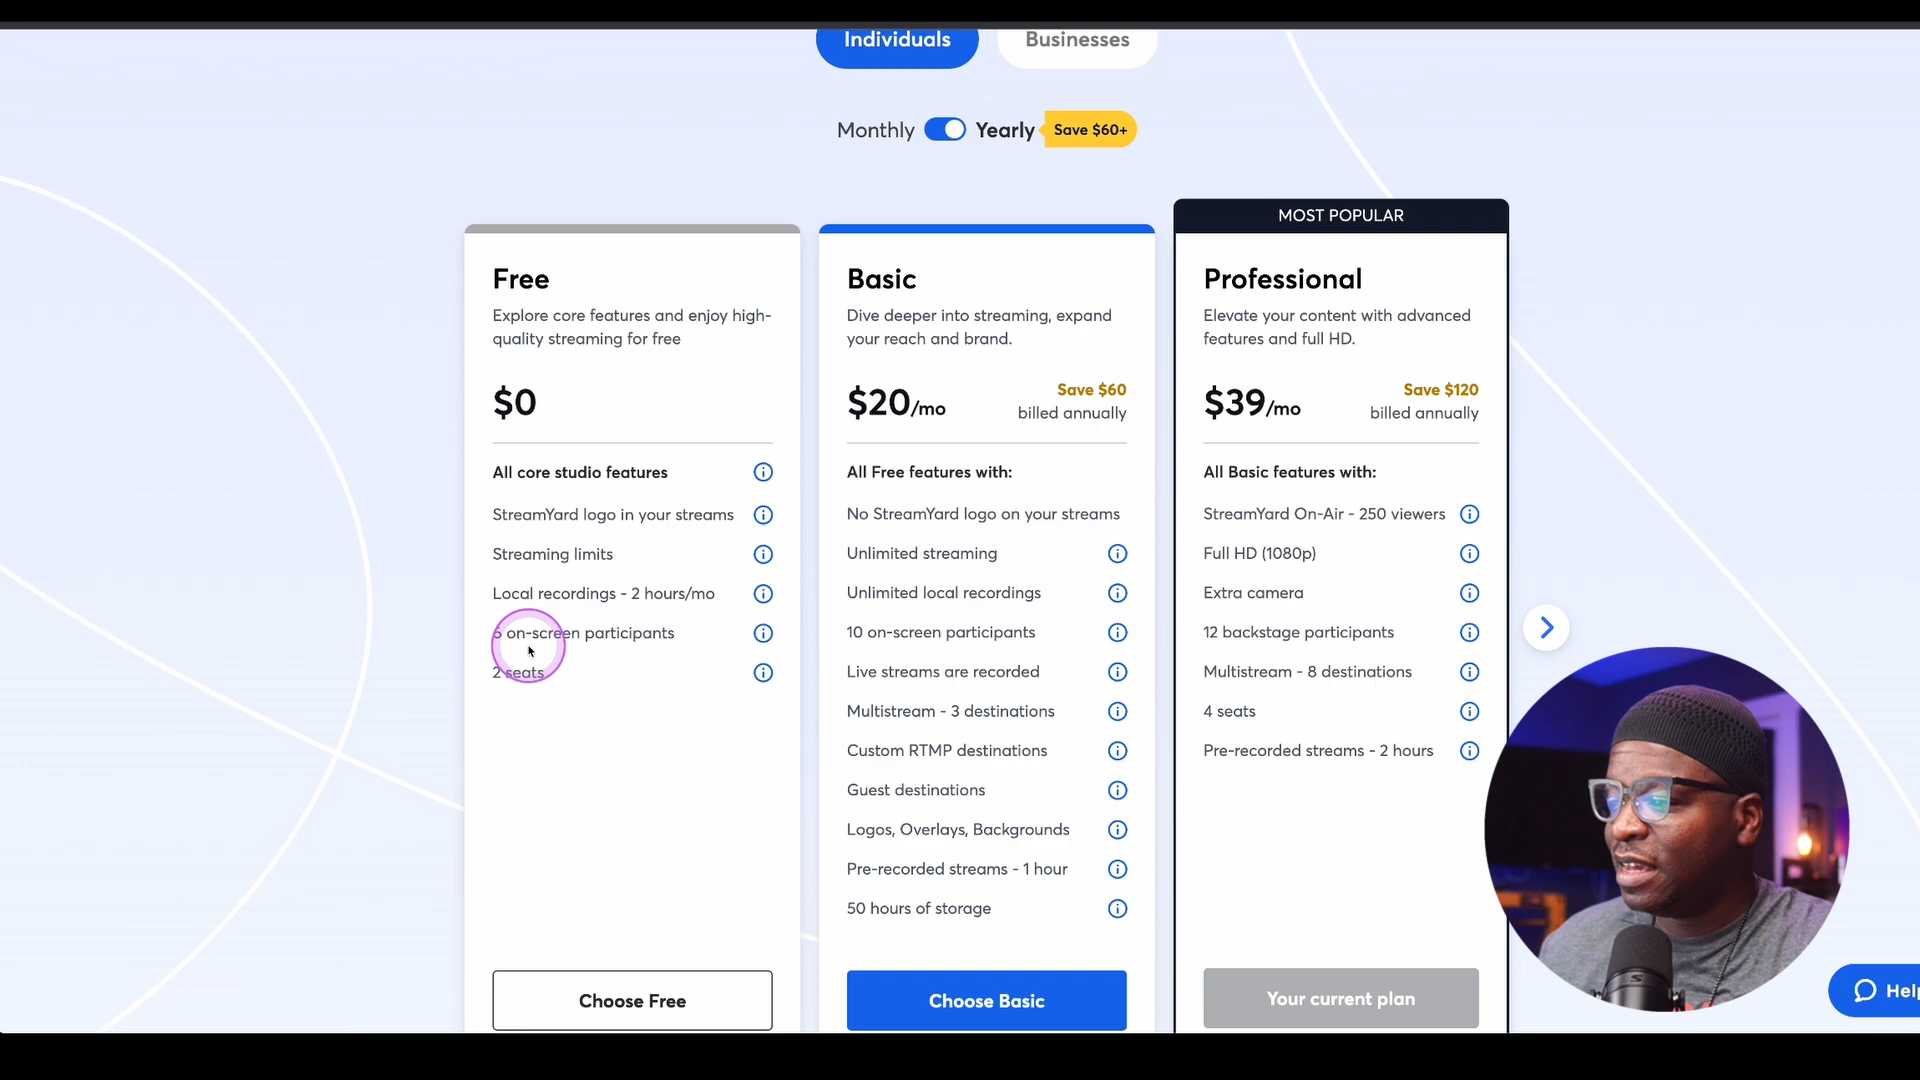 Individuals
Businesses
Monthly
Yearly
Save $60+
Free
Explore core features and enjoy high-
quality streaming for free
$0
All core studio features
StreamYard logo in your streams
Streaming limits
Local recordings - 2 hours/mo
5 on-screen participants
2 seats
Choose Free
Basic
Dive deeper into streaming, expand
your reach and brand.
$20/mo
Save $60
billed annually
All Free features with:
No StreamYard logo on your streams
Unlimited streaming
Unlimited local recordings
10 on-screen participants
Live streams are recorded
Multistream - 3 destinations
Custom RTMP destinations
Guest destinations
Logos, Overlays, Backgrounds
Pre-recorded streams - 1 hour
50 hours of storage
Choose Basic
MOST POPULAR
Professional
Elevate your content with advanced
features and full HD.
$39/mo
Save $120
billed annually
All Basic features with:
StreamYard On-Air - 250 viewers
Full HD (1080p)
Extra camera
12 backstage participants
Multistream - 8 destinations
4 seats
Pre-recorded streams - 2 hours
Your current plan